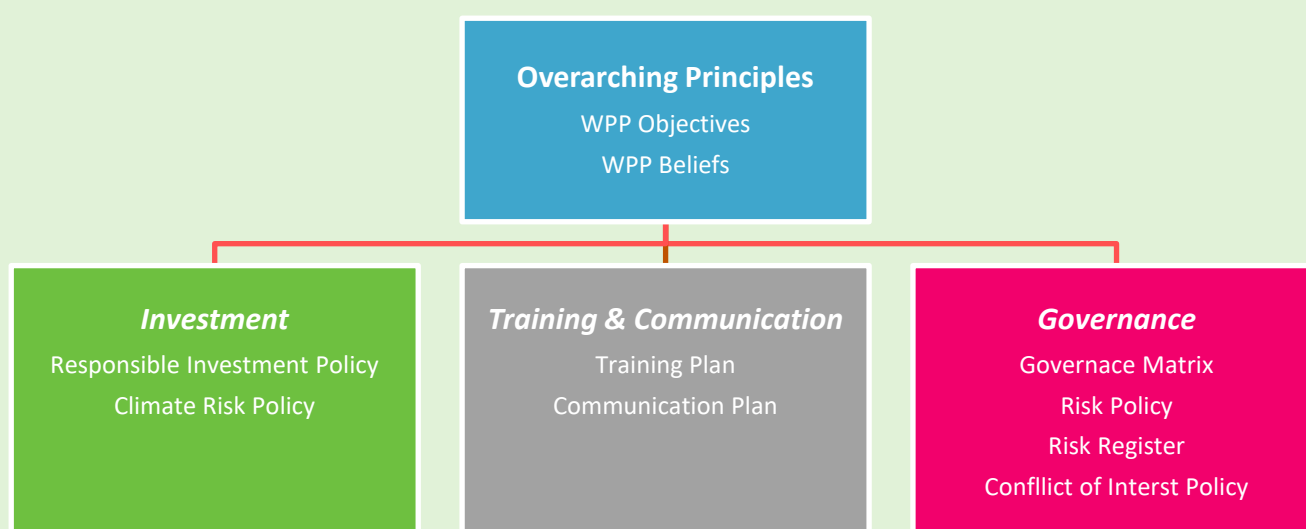 Overarching Principles
WPP Objectives
WPP Beliefs
Investment
Responsible Investment Policy
Climate Risk Policy
Training & Communication
Training Plan
Communication Plan
Governance
Governace Matrix
Risk Policy
Risk Register
Confllict of Interst Policy